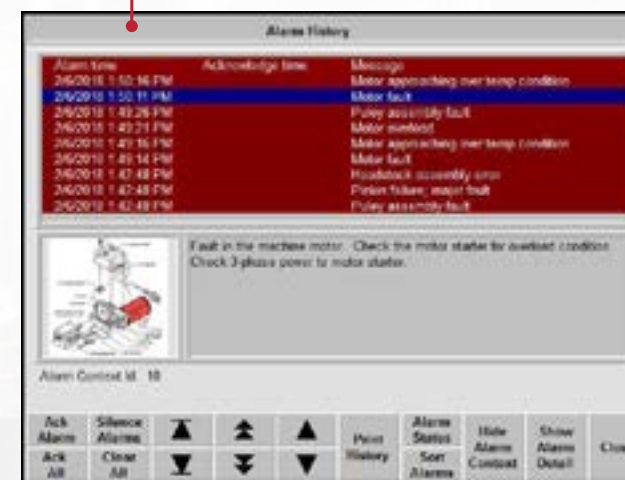 Alarm History
Alarm time Acknowledge time Message
2/6/2018 1:50:16 PM Motor approaching over temp condition
2/6/2018 1:50:11 PM Motor fault
2/6/2018 1:49:26 PM Puley assembly fault
2/6/2018 1:49:21 PM Motor overload
2/6/2018 1:49:16 PM Motor approaching over temp condition
2/6/2018 1:49:14 PM Motor fault
2/6/2018 1:42:48 PM Headstock assembly error
2/6/2018 1:42:48 PM Pinion failure, major fault
2/6/2018 1:42:48 PM Puley assembly fault
Fault in the machine motor. Check the motor starter for overload condition.
Check 3-phase power to motor starter.
Alarm Context Id: 10
Ack Alarm
Silence Alarms
Print History
Alarm Status
Hide Alarm Context
Show Alarm Detail
Ack All
Clear All
Sort Alarms